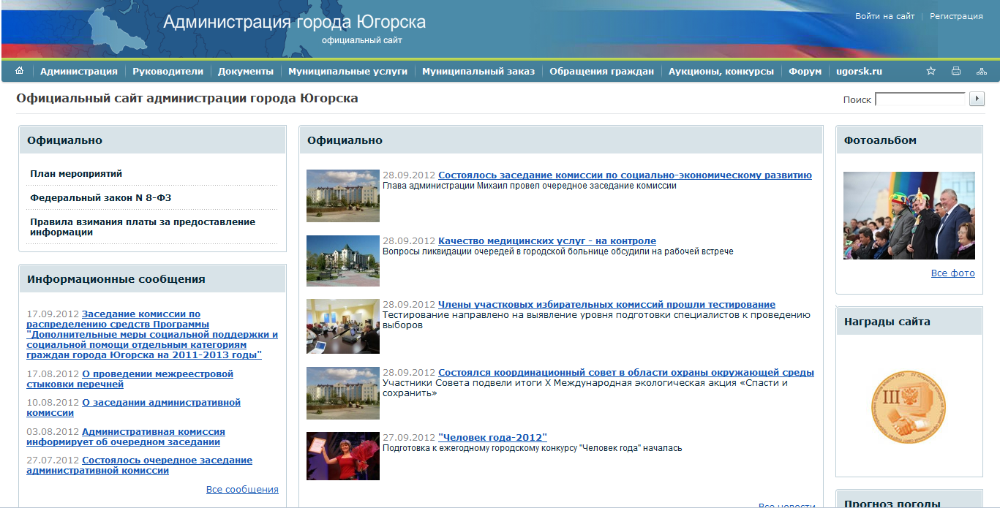 Администрация города Югорска
официальный сайт
Войти на сайт | Регистрация
Администрация
Руководители
Документы
Муниципальные услуги
Муниципальный заказ
Обращения граждан
Аукционы, конкурсы
Форум
ugorsk.ru
Официальный сайт администрации города Югорска
Поиск
Официально
План мероприятий
Федеральный закон N 8-ФЗ
Правила взимания платы за предоставление
информации
Информационные сообщения
17.09.2012 Заседание комиссии по
распределению средств Программы
"Дополнительные меры социальной поддержки и
социальной помощи отдельным категориям
граждан города Югорска на 2011-2013 годы"
17.08.2012 О проведении межреестровой
стыковки перечней
10.08.2012 О заседании административной
комиссии
03.08.2012 Административная комиссия
информирует об очередном заседании
27.07.2012 Состоялось очередное заседание
административной комиссии
Все сообщения
Официально
28.09.2012 Состоялось заседание комиссии по социально-экономическому развитию
Глава администрации Михаил провел очередное заседание комиссии
28.09.2012 Качество медицинских услуг - на контроле
Вопросы ликвидации очередей в городской больнице обсудили на рабочей встрече
28.09.2012 Члены участковых избирательных комиссий прошли тестирование
Тестирование направлено на выявление уровня подготовки специалистов к проведению
выборов
28.09.2012 Состоялся координационный совет в области охраны окружающей среды
Участники Совета подвели итоги X Международная экологическая акция «Спасти и
сохранить»
27.09.2012 "Человек года-2012"
Подготовка к ежегодному городскому конкурсу "Человек года" началась
Все новости
Фотоальбом
Все фото
Награды сайта
III
Прогноз погоды